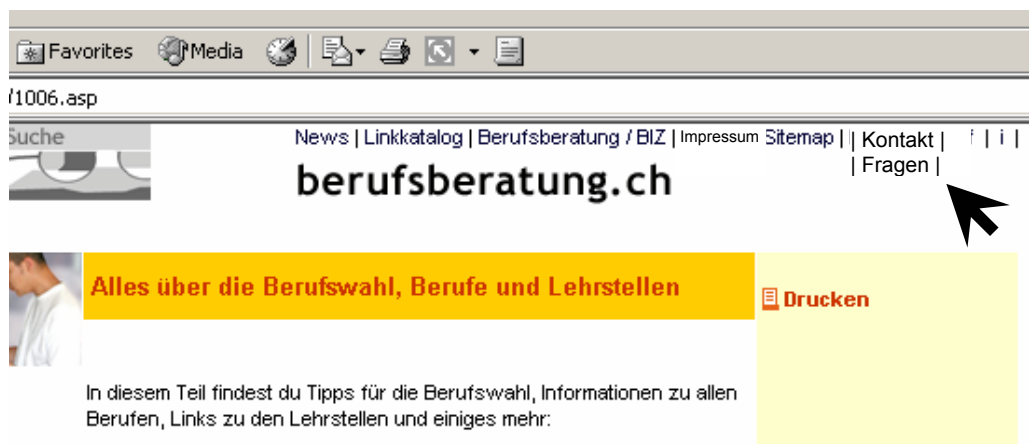 Favorites Media
/1006.asp
Suche
News | Linkkatalog | Berufsberatung / BIZ | Impressum Sitemap | | Kontakt | f | i |
| Fragen |
berufsberatung.ch
Alles über die Berufswahl, Berufe und Lehrstellen
Drucken
In diesem Teil findest du Tipps für die Berufswahl, Informationen zu allen
Berufen, Links zu den Lehrstellen und einiges mehr: